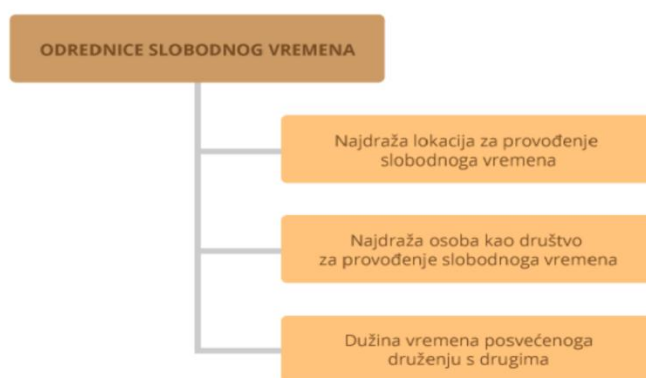 ODREDNICE SLOBODNOG VREMENA
Najdraža lokacija za provođenje
slobodnoga vremena
Najdraža osoba kao društvo
za provođenje slobodnoga vremena
Dužina vremena posvećenoga
druženju s drugima